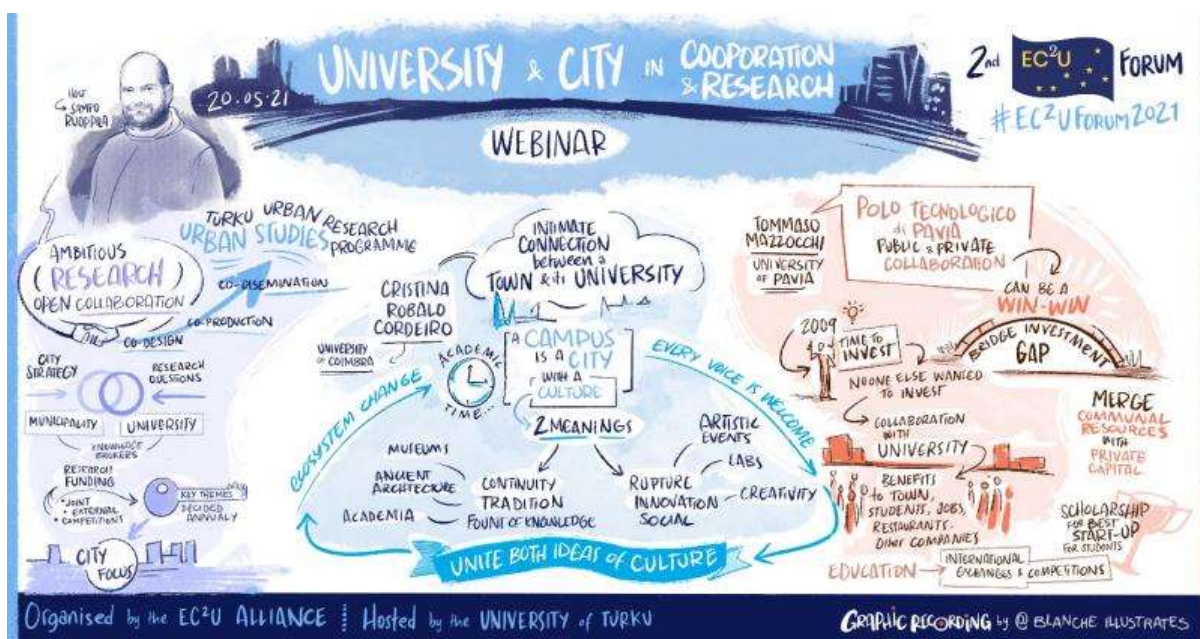 UNIVERSITY & CITY IN COOPORATION & RESEARCH
WEBINAR
20.05.21
2nd EC²U FORUM
#EC²UFORUM2021
HOST
SAMPO
RUOPPILA
TURKU URBAN RESEARCH PROGRAMME
URBAN STUDIES
AMBITIOUS
RESEARCH
OPEN COLLABORATION
CO-DISEMINATION
CO-PRODUCTION
CO-DESIGN
CITY
STRATEGY
RESEARCH
QUESTIONS
MUNICIPALITY
UNIVERSITY
KNOWLEDGE
BROKERS
RESEARCH
FUNDING
• JOINT
• EXTERNAL
• COMPETITIONS
KEY THEMES
DECIDED
ANNUALY
CITY
FOCUS
INTIMATE
CONNECTION
between a
TOWN & its UNIVERSITY
CRISTINA
ROBALO
CORDEIRO
UNIVERSITY
of COIMBRA
ACADEMIC
TIME...
A CAMPUS
IS A CITY
WITH A
CULTURE
2 MEANINGS
ECOSYSTEM CHANGE
EVERY VOICE IS WELCOME
MUSEUMS
ANCIENT
ARCHITECTURE
ACADEMIA
CONTINUITY
TRADITION
FOUNT OF KNOWLEDGE
RUPTURE
INNOVATION
SOCIAL
ARTISTIC
EVENTS
LABS
CREATIVITY
UNITE BOTH IDEAS OF CULTURE
TOMMASO
MAZZOCCHI
UNIVERSITY
OF PAVIA
POLO TECNOLOGICO
di PAVIA
PUBLIC & PRIVATE
COLLABORATION
CAN BE A
WIN-WIN
BRIDGE INVESTMENT
GAP
2009
TIME TO
INVEST
NO ONE ELSE WANTED
TO INVEST
COLLABORATION
WITH
UNIVERSITY
BENEFITS
to TOWN,
STUDENTS, JOBS,
RESTAURANTS.
Other COMPANIES
MERGE
COMMUNAL
RESOURCES
with
PRIVATE
CAPITAL
SCHOLARSHIP
FOR BEST
START-UP
FOR STUDENTS
EDUCATION
INTERNATIONAL
EXCHANGES & COMPETITIONS
Organised by the EC²U ALLIANCE
Hosted by the UNIVERSITY of TURKU
GRAPHIC RECORDING by @ BLANCHE ILLUSTRATES